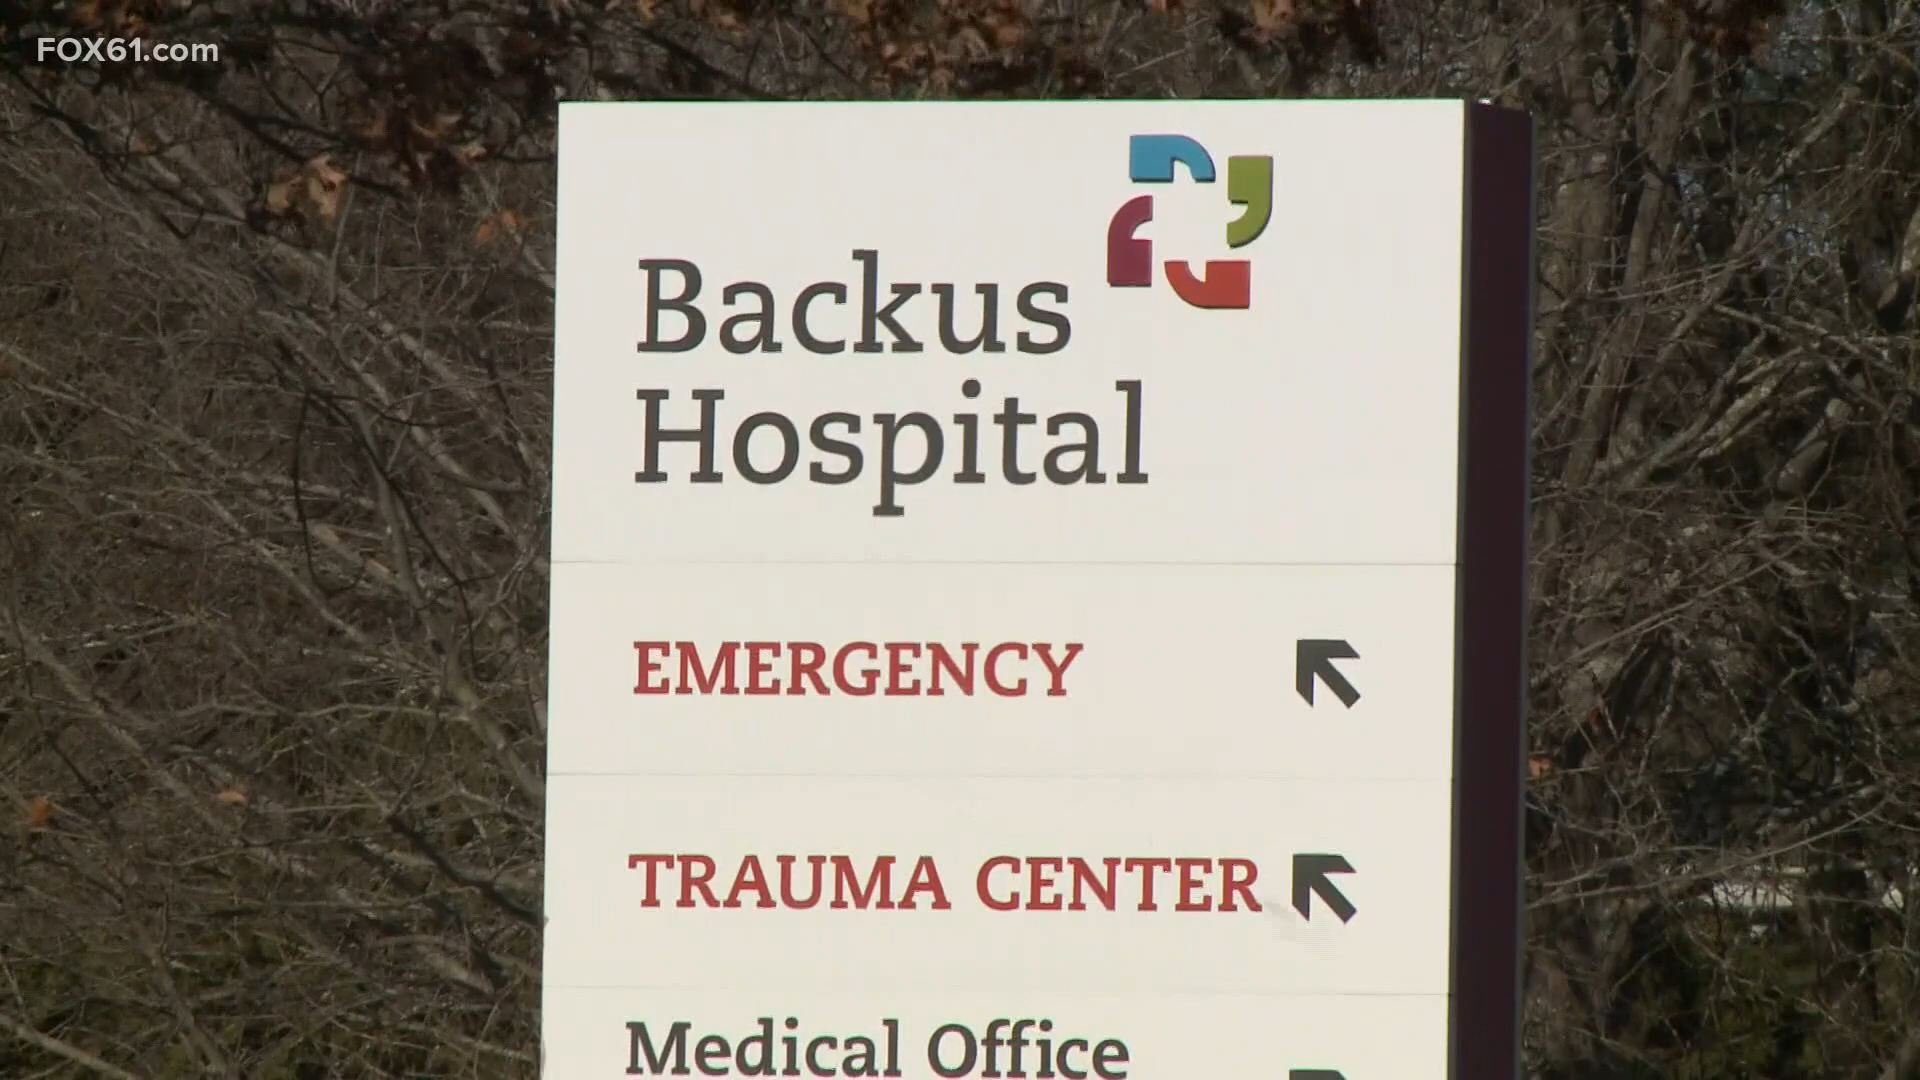 FOX61.com
Backus
Hospital
EMERGENCY
TRAUMA CENTER
Medical Office